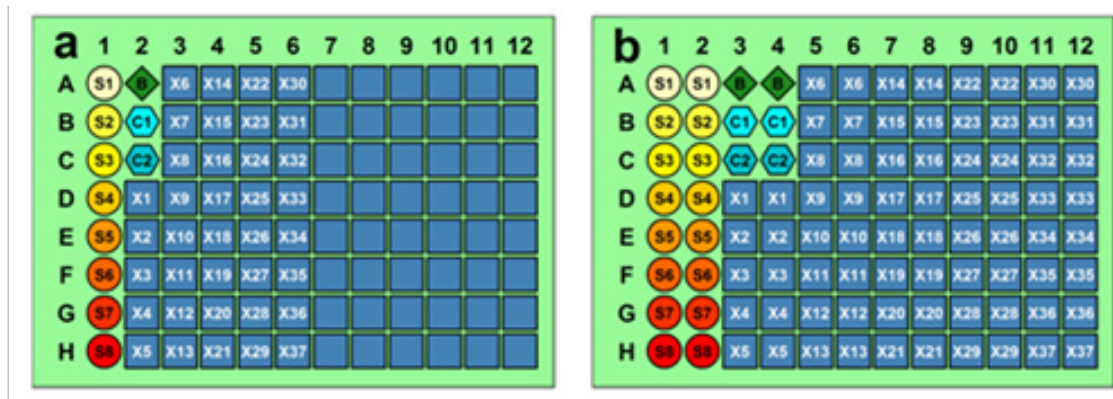 a 1 2 3 4 5 6 7 8 9 10 11 12
A S1 B X6 X14 X22 X30
B S2 C1 X7 X15 X23 X31
C S3 C2 X8 X16 X24 X32
D S4 X1 X9 X17 X25 X33
E S5 X2 X10 X18 X26 X34
F S6 X3 X11 X19 X27 X35
G S7 X4 X12 X20 X28 X36
H S8 X5 X13 X21 X29 X37
b 1 2 3 4 5 6 7 8 9 10 11 12
A S1 S1 B B X6 X6 X14 X14 X22 X22 X30 X30
B S2 S2 C1 C1 X7 X7 X15 X15 X23 X23 X31 X31
C S3 S3 C2 C2 X8 X8 X16 X16 X24 X24 X32 X32
D S4 S4 X1 X1 X9 X9 X17 X17 X25 X25 X33 X33
E S5 S5 X2 X2 X10 X10 X18 X18 X26 X26 X34 X34
F S6 S6 X3 X3 X11 X11 X19 X19 X27 X27 X35 X35
G S7 S7 X4 X4 X12 X12 X20 X20 X28 X28 X36 X36
H S8 S8 X5 X5 X13 X13 X21 X21 X29 X29 X37 X37